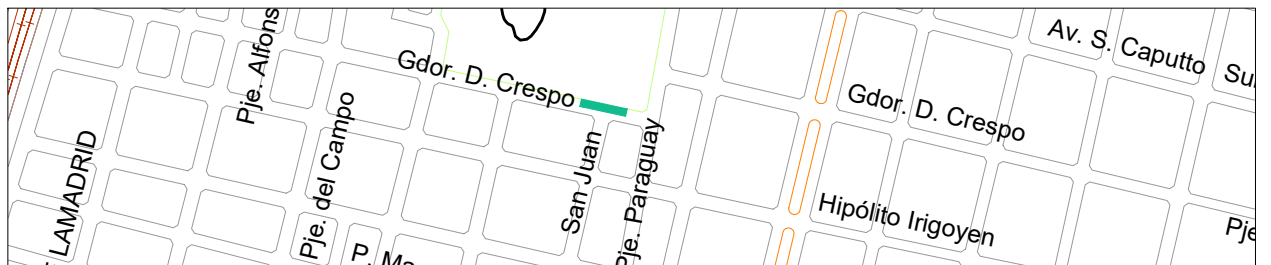 Pje. Alfons
Gdor. D. Crespo
Av. S. Caputto
Gdor. D. Crespo
LAMADRID
Pje. del Campo
San Juan
Pje. Paraguay
Hipólito Irigoyen
Pje
P.